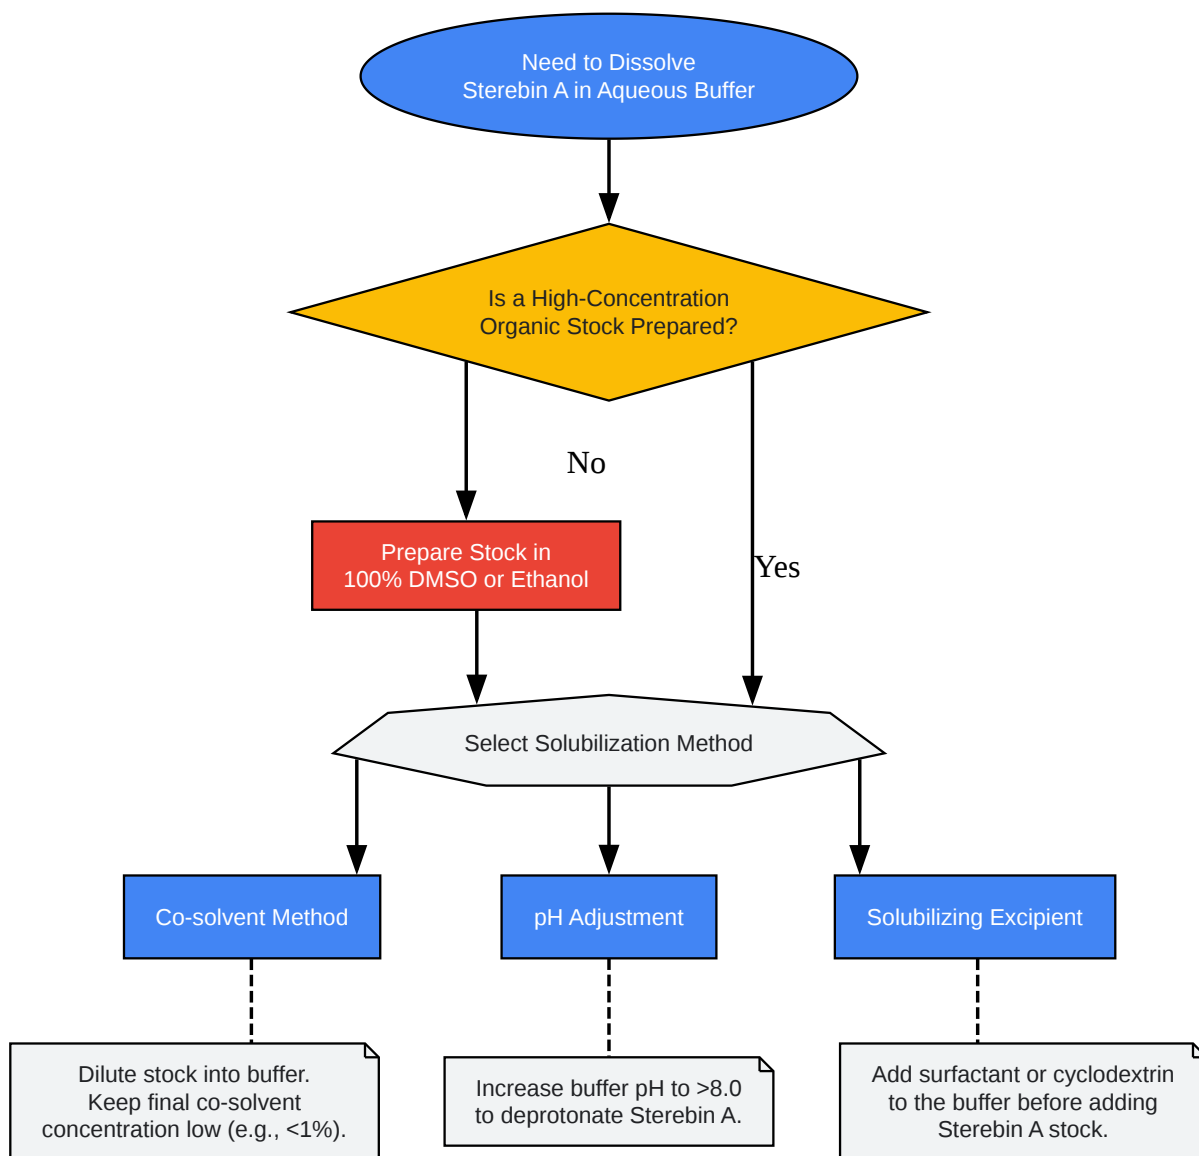 Need to Dissolve
Sterebin A in Aqueous Buffer
Is a High-Concentration
Organic Stock Prepared?
No
Prepare Stock in
100% DMSO or Ethanol
Yes
Select Solubilization Method
Co-solvent Method
pH Adjustment
Solubilizing Excipient
Dilute stock into buffer.
Keep final co-solvent
concentration low (e.g., <1%).
Increase buffer pH to >8.0
to deprotonate Sterebin A.
Add surfactant or cyclodextrin
to the buffer before adding
Sterebin A stock.